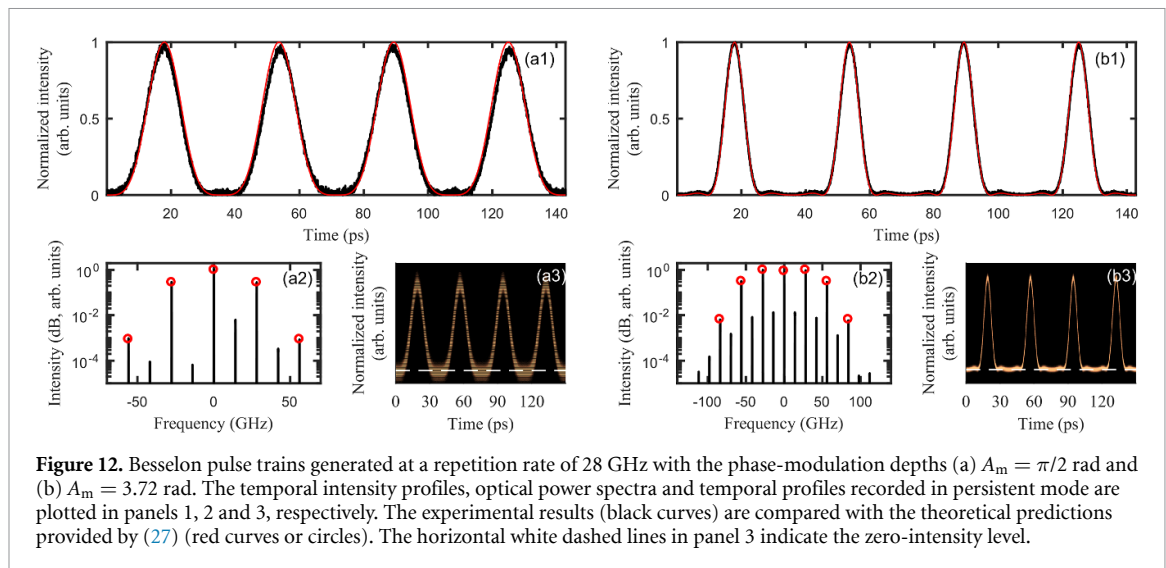 (a1)
Normalized intensity
(arb. units)
1
0.5
0
20 40 60 80 100 120 140
Time (ps)
(b1)
Normalized intensity
(arb. units)
1
0.5
0
20 40 60 80 100 120 140
Time (ps)
(a2)
Intensity (dB, arb. units)
10^0
10^-2
10^-4
-50 0 50
Frequency (GHz)
(a3)
Normalized intensity
(arb. units)
0 30 60 90 120
Time (ps)
(b2)
Intensity (dB, arb. units)
10^0
10^-2
10^-4
-100 -50 0 50 100
Frequency (GHz)
(b3)
Normalized intensity
(arb. units)
0 30 60 90 120
Time (ps)
Figure 12. Besselon pulse trains generated at a repetition rate of 28 GHz with the phase-modulation depths (a) Aₘ = π/2 rad and
(b) Aₘ = 3.72 rad. The temporal intensity profiles, optical power spectra and temporal profiles recorded in persistent mode are
plotted in panels 1, 2 and 3, respectively. The experimental results (black curves) are compared with the theoretical predictions
provided by (27) (red curves or circles). The horizontal white dashed lines in panel 3 indicate the zero-intensity level.